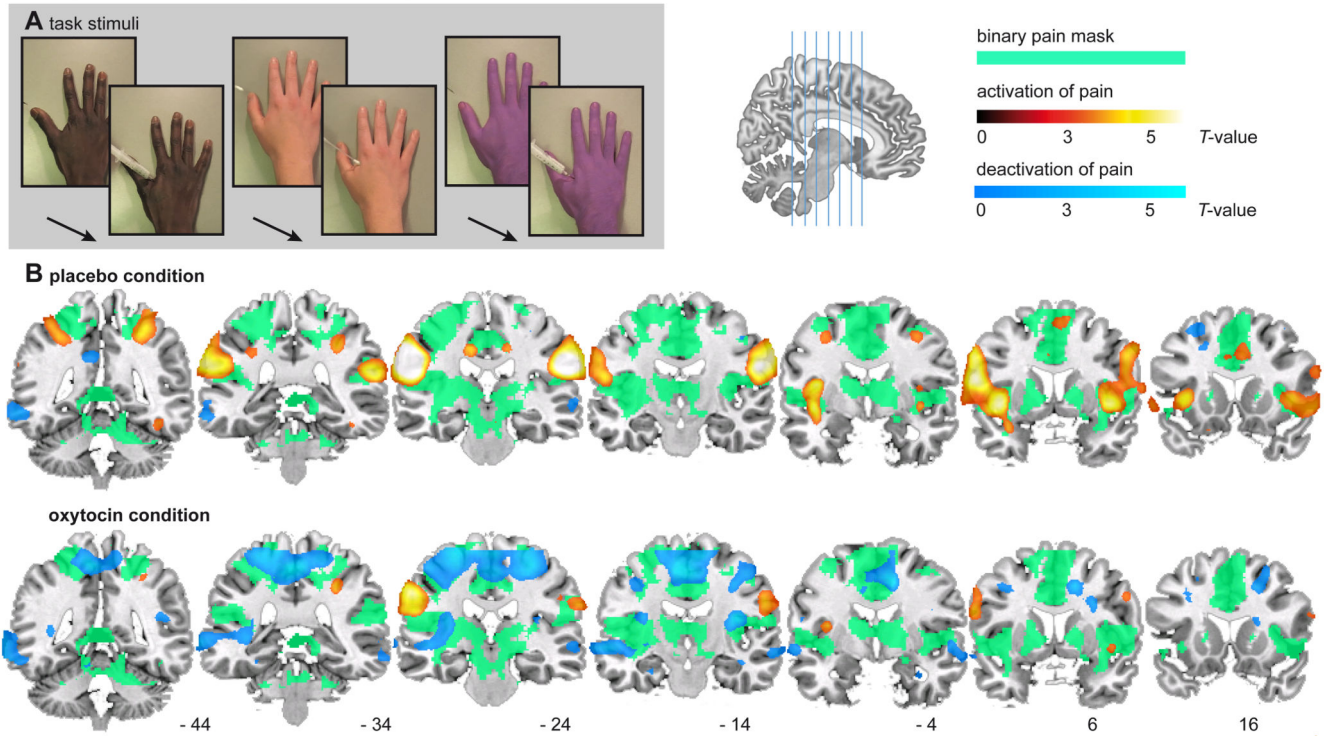 A task stimuli
binary pain mask
activation of pain
0 3 5 T-value
deactivation of pain
0 3 5 T-value
B placebo condition
oxytocin condition
- 44 - 34 - 24 - 14 - 4 6 16